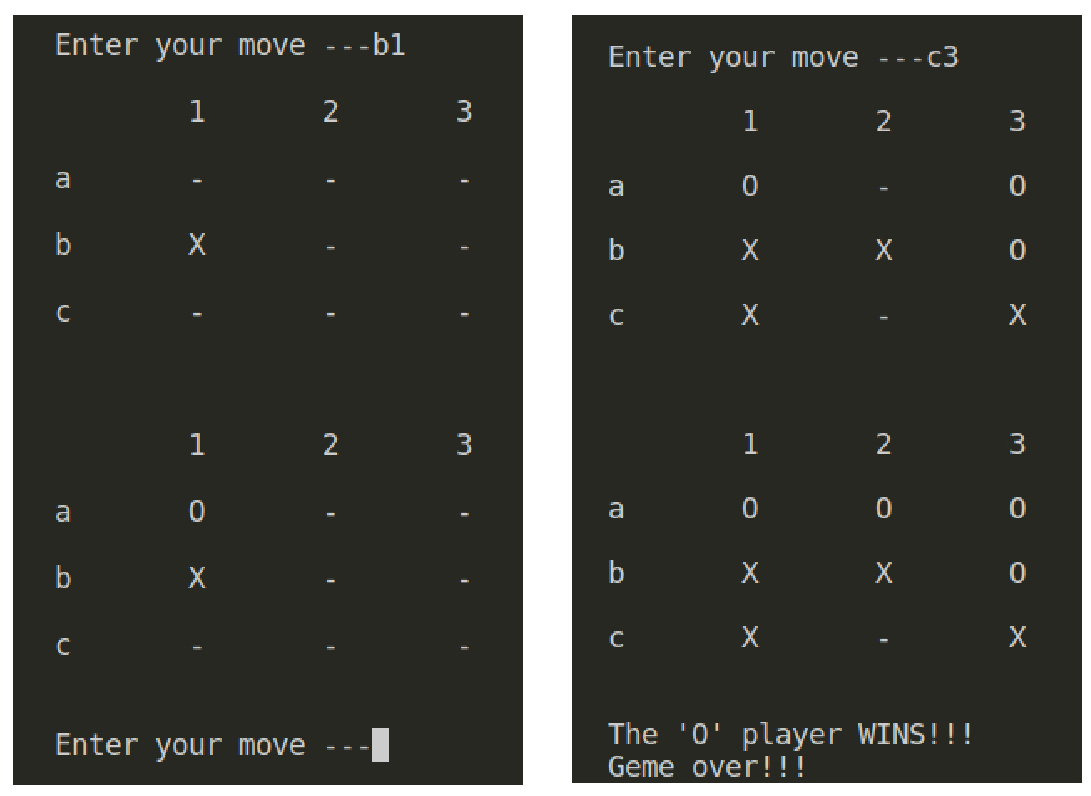 Enter your move ---b1
1 2 3
a - - -
b X - -
c - - -
1 2 3
a O - -
b X - -
c - - -
Enter your move ---
Enter your move ---c3
1 2 3
a O - O
b X X O
c X - X
1 2 3
a O O O
b X X O
c X - X
The 'O' player WINS!!!
Geme over!!!